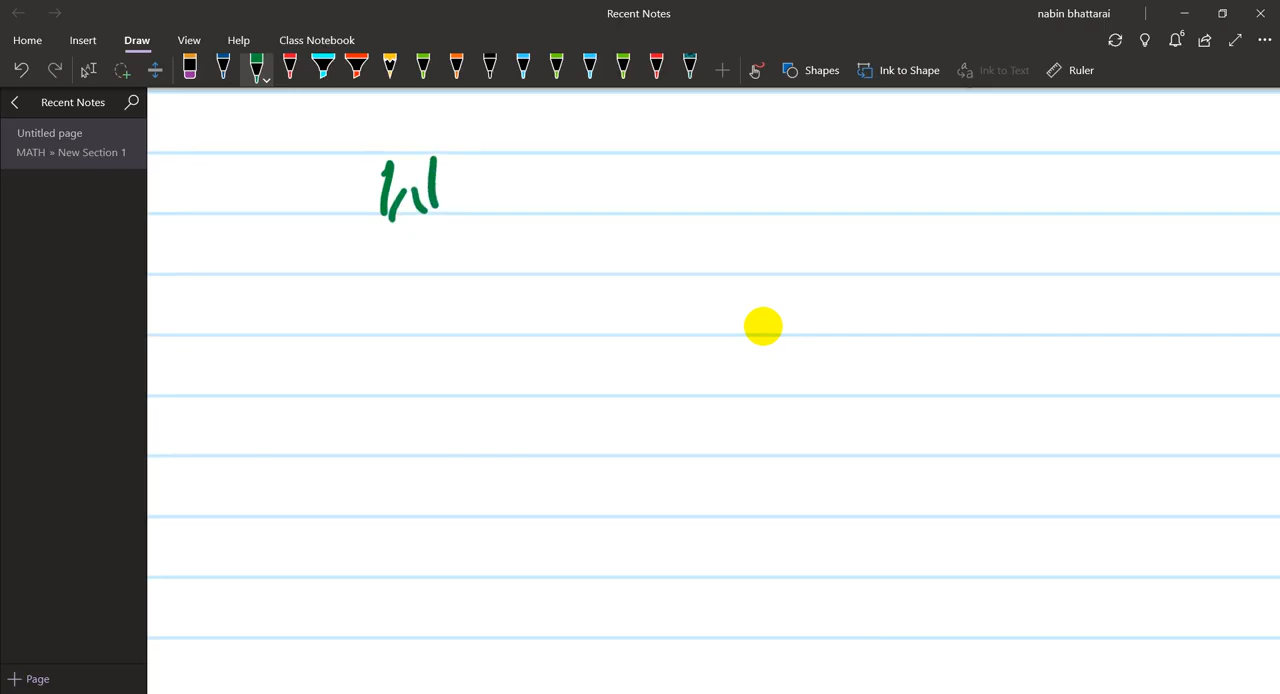 Recent Notes
nabin bhattarai
Home Insert Draw View Help Class Notebook
6
Shapes Ink to Shape Ink to Text Ruler
Recent Notes
Untitled page
MATH » New Section 1
Page